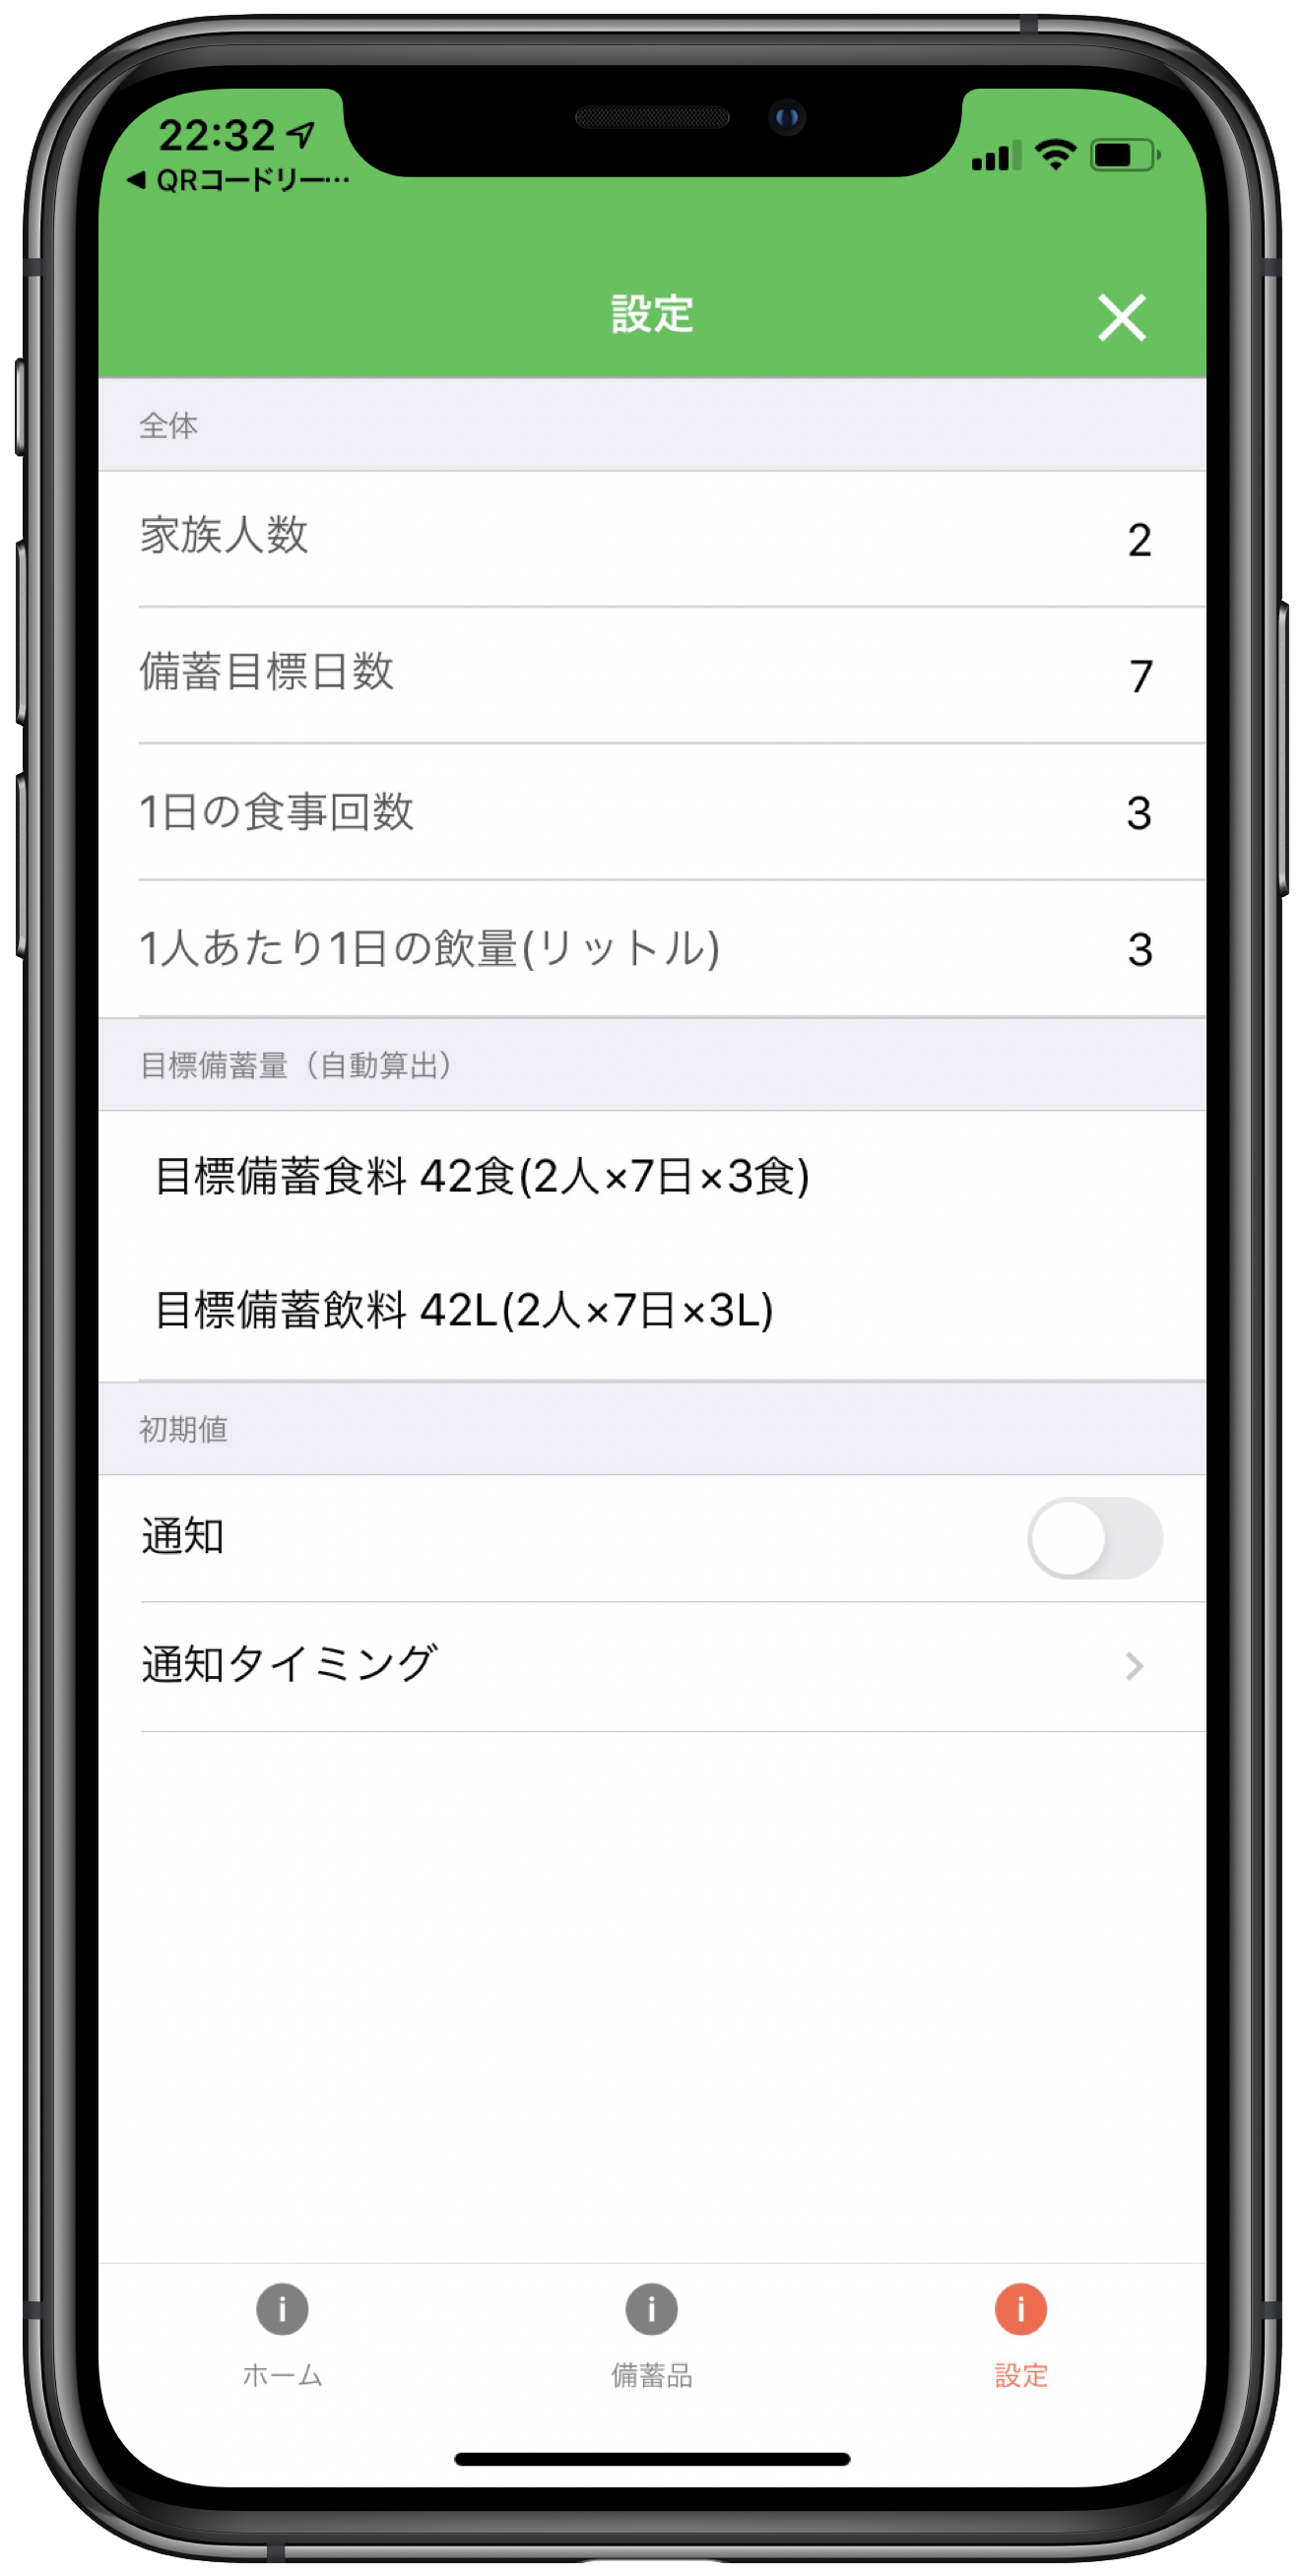 22:32
◀ QRコードリー…
設定
全体
家族人数 2
備蓄目標日数 7
1日の食事回数 3
1人あたり1日の飲量(リットル) 3
目標備蓄量（自動算出）
目標備蓄食料 42食(2人×7日×3食)
目標備蓄飲料 42L(2人×7日×3L)
初期値
通知
通知タイミング
ホーム 備蓄品 設定